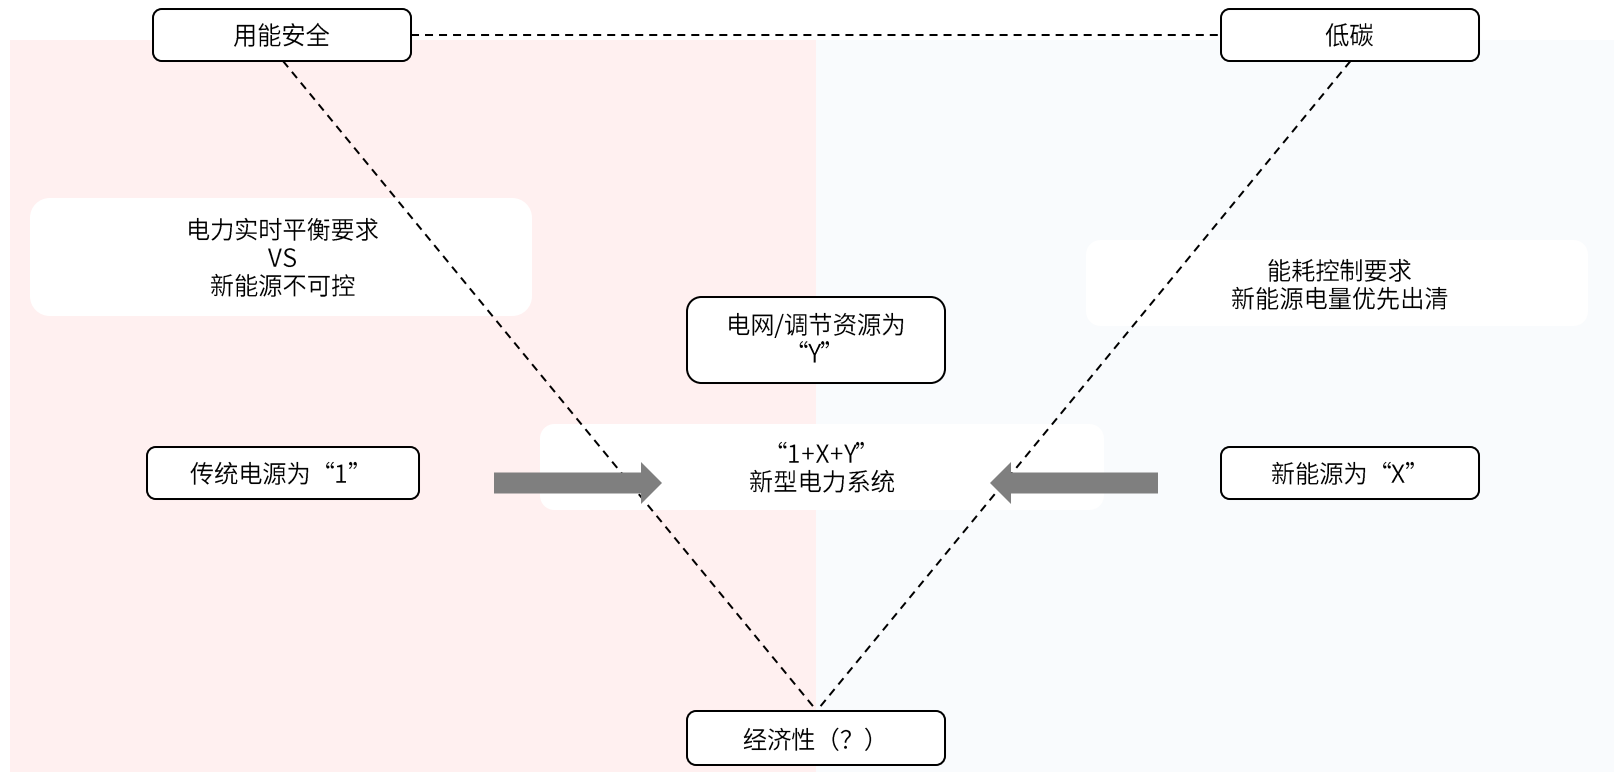 用能安全
低碳
电力实时平衡要求
VS
新能源不可控
能耗控制要求
新能源电量优先出清
电网/调节资源为
“Y”
传统电源为“1”
“1+X+Y”
新型电力系统
新能源为“X”
经济性（？）